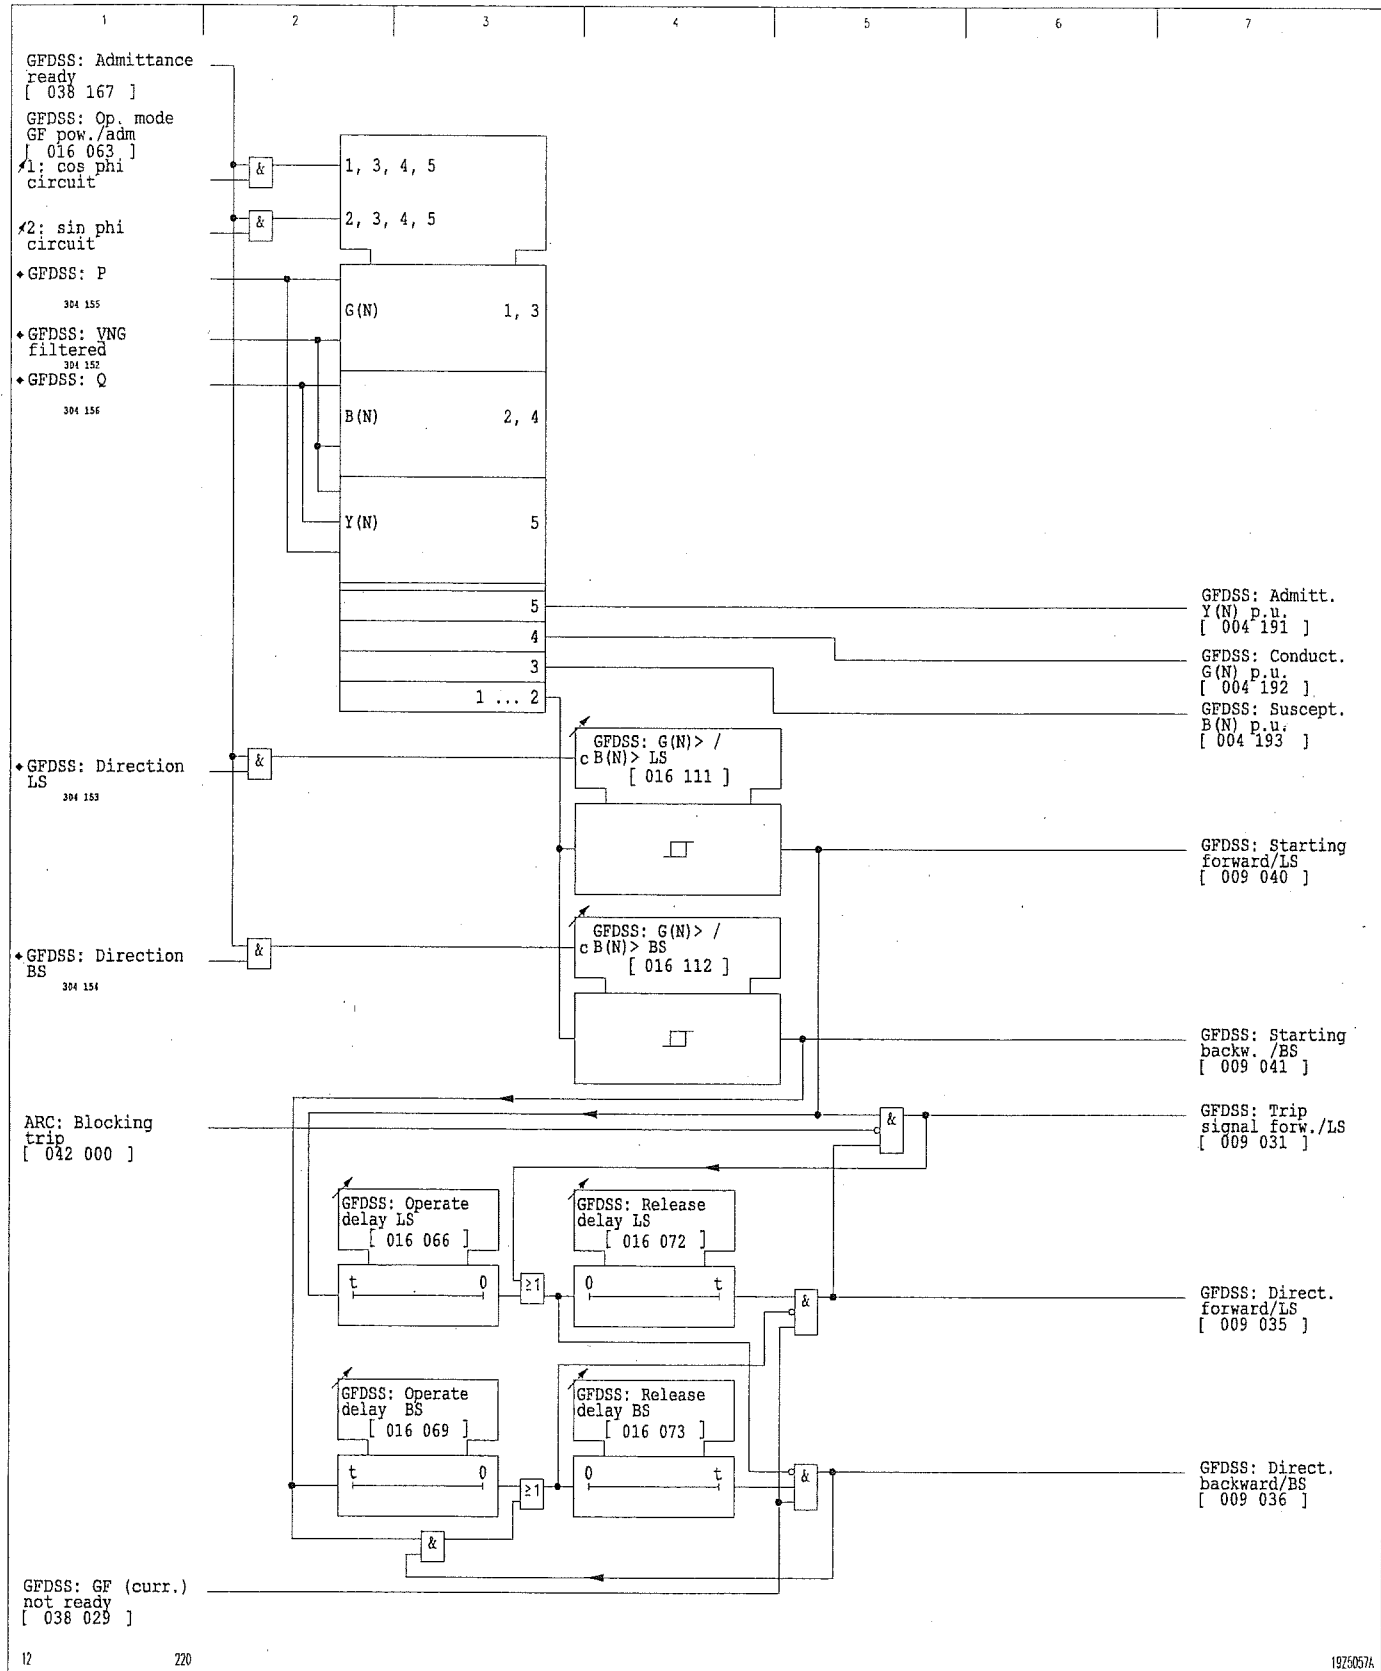 1 2 3 4 5 6 7
GFDSS: Admittance
ready
[ 038 167 ]
GFDSS: Op. mode
GF pow./adm
[ 016 063 ]
1: cos phi
circuit
&
1, 3, 4, 5
2: sin phi
circuit
&
2, 3, 4, 5
GFDSS: P
304 155
G(N) 1, 3
GFDSS: VNG
filtered
304 152
GFDSS: Q
304 156
B(N) 2, 4
Y(N) 5
5
GFDSS: Admitt.
Y(N) p.u.
[ 004 191 ]
4
GFDSS: Conduct.
G(N) p.u.
[ 004 192 ]
3
1 ... 2
GFDSS: Suscept.
B(N) p.u.
[ 004 193 ]
GFDSS: Direction
LS
304 153
&
GFDSS: G(N)> /
c B(N)> LS
[ 016 111 ]
GFDSS: Starting
forward/LS
[ 009 040 ]
GFDSS: Direction
BS
304 154
&
GFDSS: G(N)> /
c B(N)> BS
[ 016 112 ]
GFDSS: Starting
backw. /BS
[ 009 041 ]
ARC: Blocking
trip
[ 042 000 ]
&
GFDSS: Trip
signal forw./LS
[ 009 031 ]
GFDSS: Operate
delay LS
[ 016 066 ]
t 0
≥1
GFDSS: Release
delay LS
[ 016 072 ]
0 t
&
GFDSS: Direct.
forward/LS
[ 009 035 ]
GFDSS: Operate
delay BS
[ 016 069 ]
t 0
≥1
GFDSS: Release
delay BS
[ 016 073 ]
0 t
&
GFDSS: Direct.
backward/BS
[ 009 036 ]
&
GFDSS: GF (curr.)
not ready
[ 038 029 ]
12 220 19Z5057A